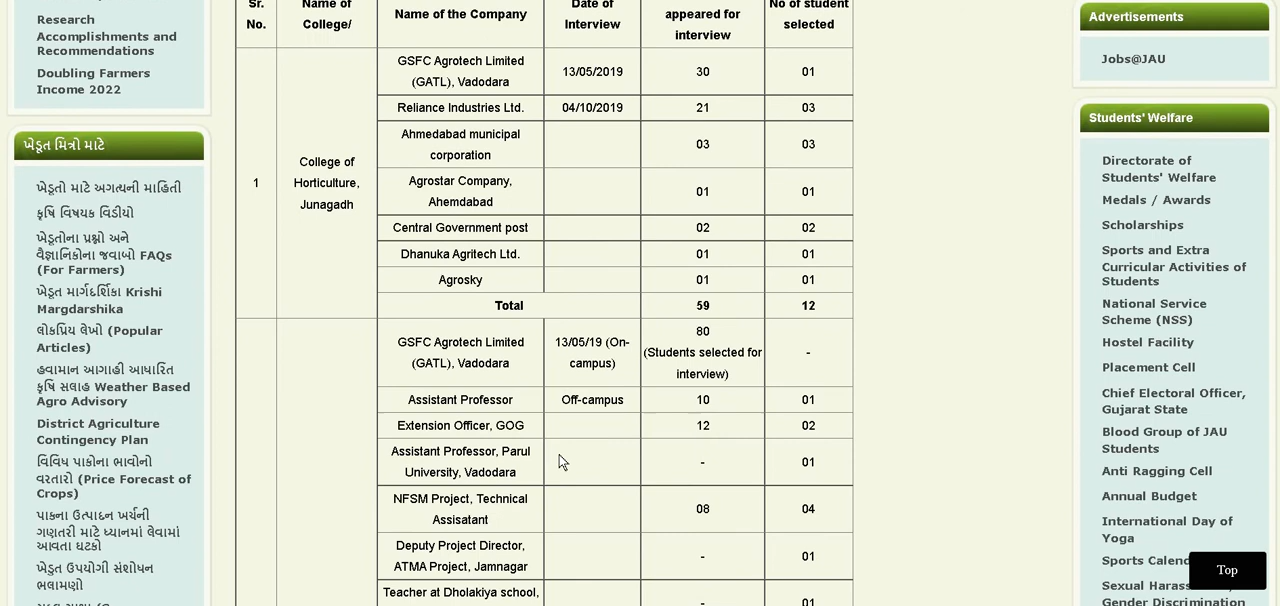 Research
Accomplishments and
Recommendations
Doubling Farmers
Income 2022
ખેડૂત મિત્રો માટે
ખેડૂતો માટે અગત્યની માહિતી
કૃષિ વિષયક વિડીયો
ખેડૂતોના પ્રશ્નો અને
વૈજ્ઞાનિકોના જવાબો FAQs
(For Farmers)
ખેડૂત માર્ગદર્શિકા Krishi
Margdarshika
લોકપ્રિય લેખો (Popular
Articles)
હવામાન આગાહી આધારિત
કૃષિ સલાહ Weather Based
Agro Advisory
District Agriculture
Contingency Plan
વિવિધ પાકોના ભાવોનો
વરતારો (Price Forecast of
Crops)
પાકના ઉત્પાદન ખર્ચની
ગણતરી માટે ધ્યાનમાં લેવામાં
આવતા ઘટકો
ખેડૂત ઉપયોગી સંશોધન
ભલામણો
Sr.
No.
Name of
College/
Name of the Company
Date of
Interview
appeared for
interview
No of student
selected
1
College of
Horticulture,
Junagadh
GSFC Agrotech Limited
(GATL), Vadodara
13/05/2019
30
01
Reliance Industries Ltd.
04/10/2019
21
03
Ahmedabad municipal
corporation
03
03
Agrostar Company,
Ahemdabad
01
01
Central Government post
02
02
Dhanuka Agritech Ltd.
01
01
Agrosky
01
01
Total
59
12
GSFC Agrotech Limited
(GATL), Vadodara
13/05/19 (On-
campus)
80
(Students selected for
interview)
-
Assistant Professor
Off-campus
10
01
Extension Officer, GOG
12
02
Assistant Professor, Parul
University, Vadodara
-
01
NFSM Project, Technical
Assisatant
08
04
Deputy Project Director,
ATMA Project, Jamnagar
-
01
Teacher at Dholakiya school,
-
01
Advertisements
Jobs@JAU
Students' Welfare
Directorate of
Students' Welfare
Medals / Awards
Scholarships
Sports and Extra
Curricular Activities of
Students
National Service
Scheme (NSS)
Hostel Facility
Placement Cell
Chief Electoral Officer,
Gujarat State
Blood Group of JAU
Students
Anti Ragging Cell
Annual Budget
International Day of
Yoga
Sports Calend
Sexual Haras
Gender Discrimination
Top